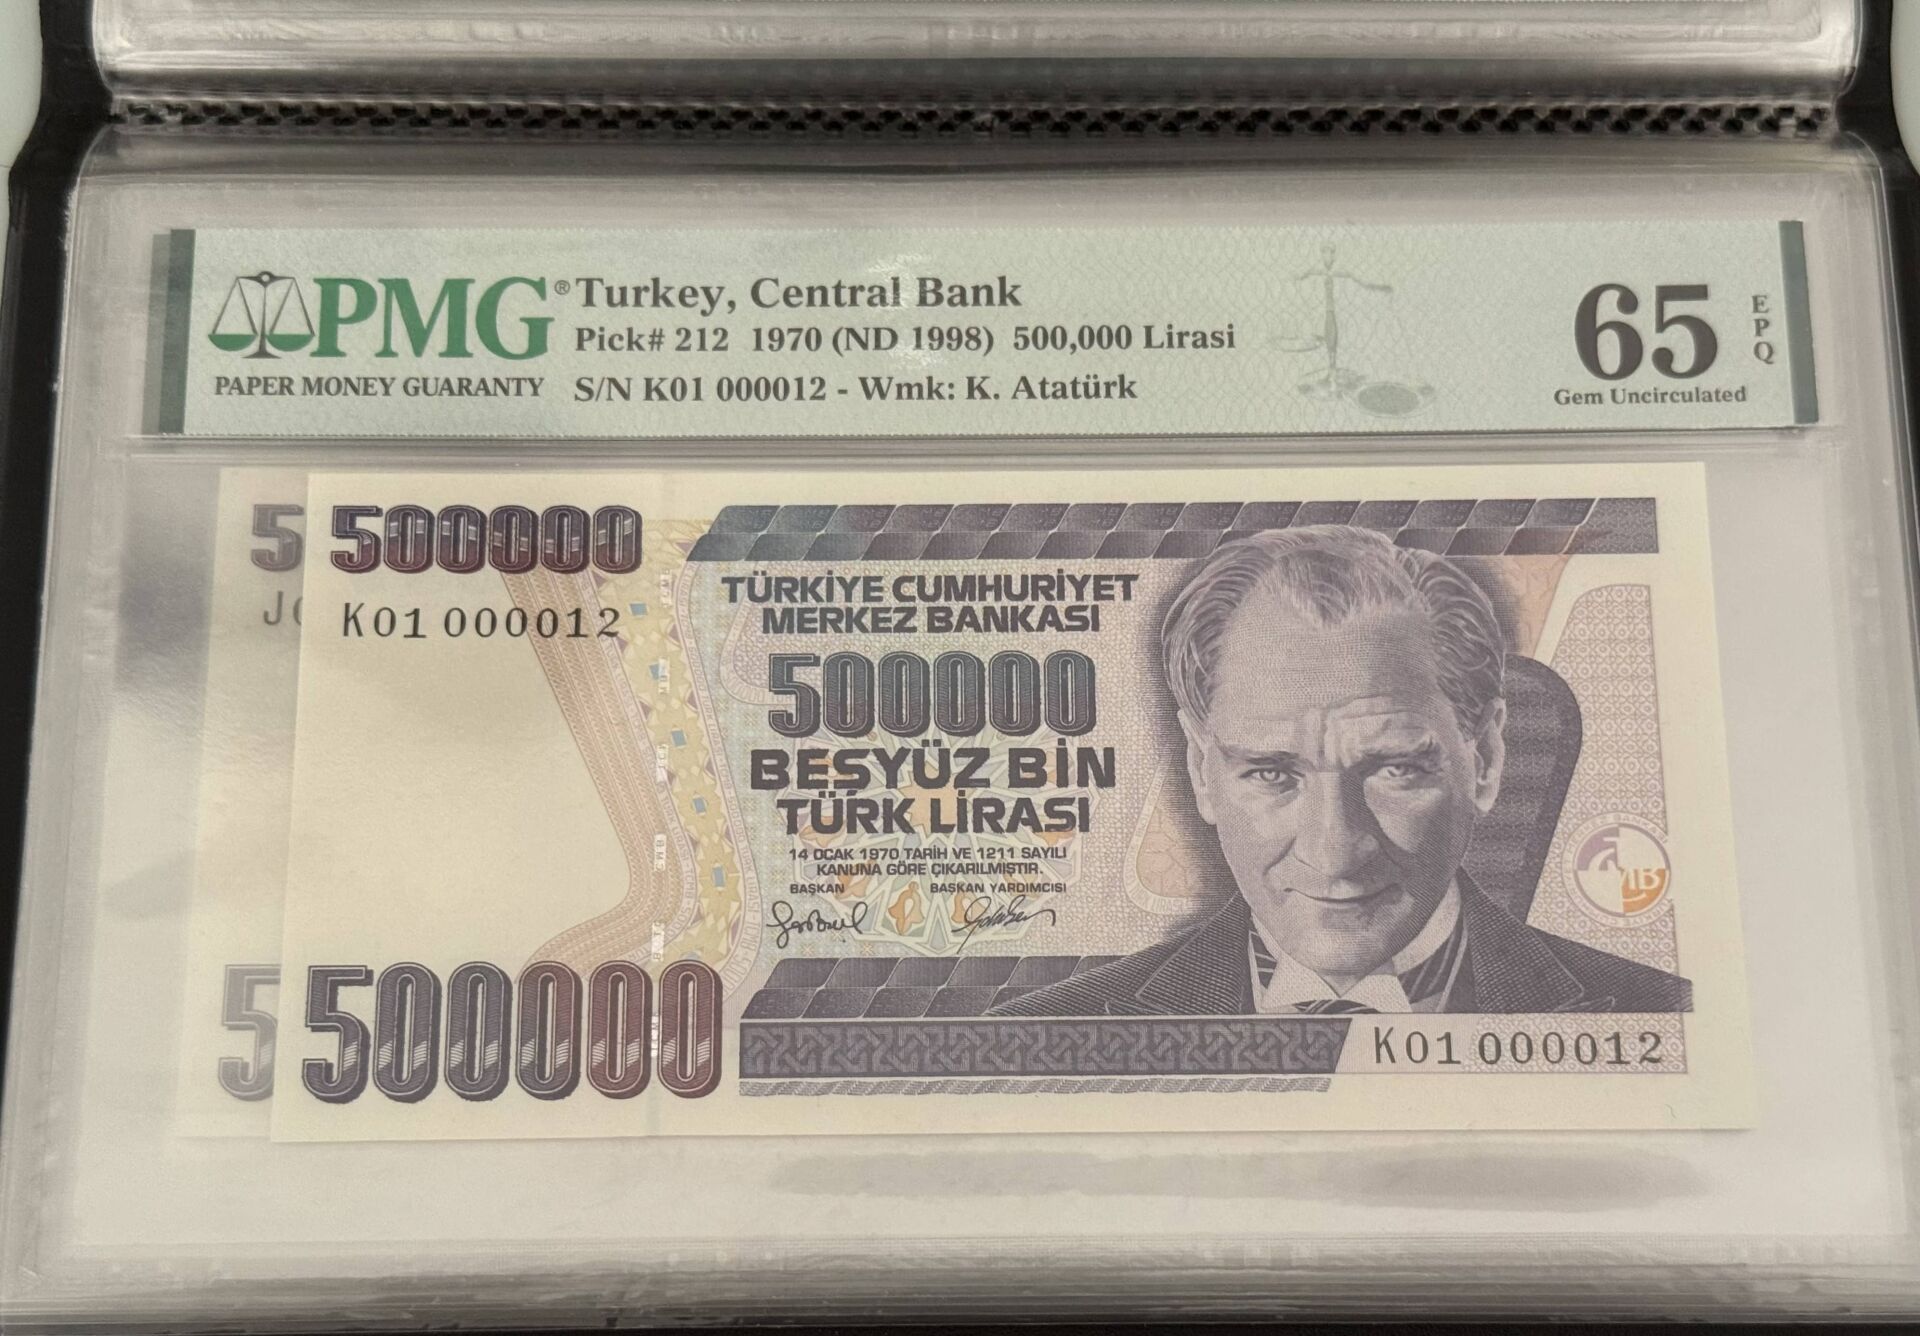 PMG® Turkey, Central Bank
Pick# 212 1970 (ND 1998) 500,000 Lirasi
PAPER MONEY GUARANTY S/N K01 000012 - Wmk: K. Atatürk
65 EPQ
Gem Uncirculated
5
500000
K01 000012
TÜRKİYE CUMHURİYET
MERKEZ BANKASI
500000
BEŞYÜZ BİN
TÜRK LİRASI
14 OCAK 1970 TARİH VE 1211 SAYILI
KANUNA GÖRE ÇIKARILMIŞTIR.
BAŞKAN BAŞKAN YARDIMCISI
5
500000
K01 000012